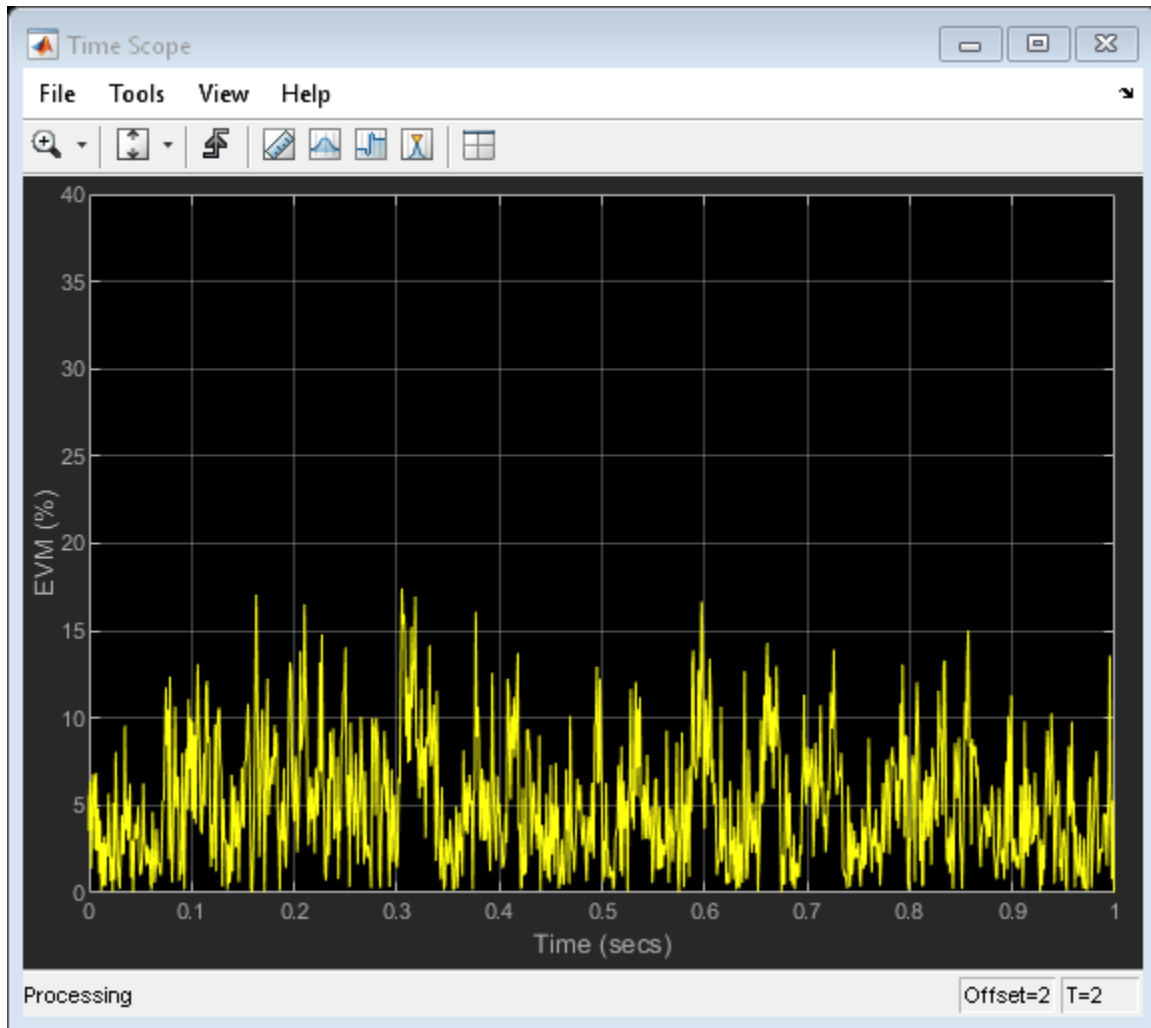 Time Scope
File Tools View Help
40
35
30
25
20
15
10
5
0
EVM (%)
0 0.1 0.2 0.3 0.4 0.5 0.6 0.7 0.8 0.9 1
Time (secs)
Processing Offset=2 T=2